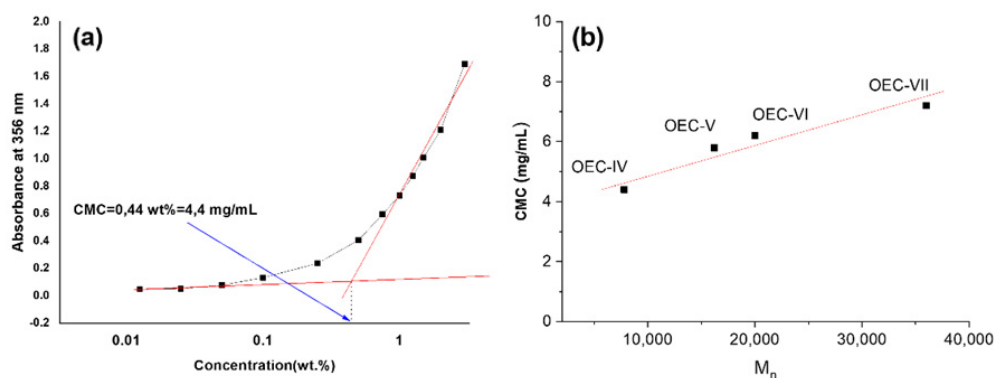 (a)
2.0
1.8
1.6
1.4
1.2
1.0
0.8
0.6
0.4
0.2
0.0
-0.2
Absorbance at 356 nm
CMC=0,44 wt%=4,4 mg/mL
0.01 0.1 1
Concentration(wt.%)
(b)
10
8
6
4
2
0
CMC (mg/mL)
OEC-IV
OEC-V
OEC-VI
OEC-VII
10,000 20,000 30,000 40,000
Mn